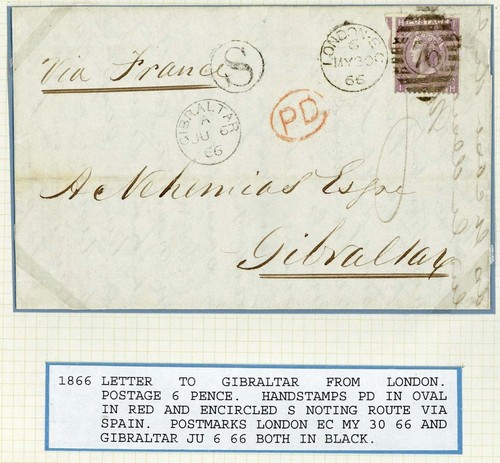 Via France
S
LONDON·E·C
6
MY 30
66
POSTAGE
GIBRALTAR
A
JU 6
66
PD
A Nehemias Esqre
Gibraltar
1866 LETTER TO GIBRALTAR FROM LONDON.
POSTAGE 6 PENCE. HANDSTAMPS PD IN OVAL
IN RED AND ENCIRCLED S NOTING ROUTE VIA
SPAIN. POSTMARKS LONDON EC MY 30 66 AND
GIBRALTAR JU 6 66 BOTH IN BLACK.